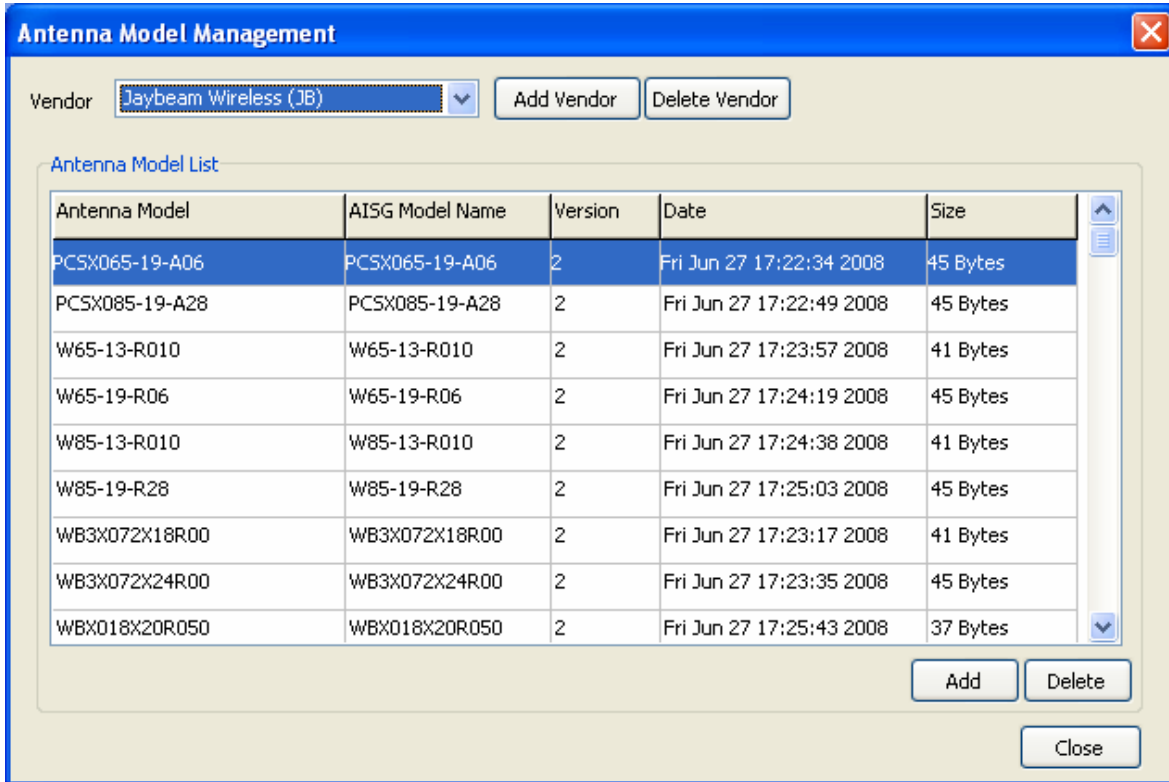 Antenna Model Management
Vendor Jaybeam Wireless (JB) Add Vendor Delete Vendor
Antenna Model List
Antenna Model AISG Model Name Version Date Size
PCSX065-19-A06 PCSX065-19-A06 2 Fri Jun 27 17:22:34 2008 45 Bytes
PCSX085-19-A28 PCSX085-19-A28 2 Fri Jun 27 17:22:49 2008 45 Bytes
W65-13-R010 W65-13-R010 2 Fri Jun 27 17:23:57 2008 41 Bytes
W65-19-R06 W65-19-R06 2 Fri Jun 27 17:24:19 2008 45 Bytes
W85-13-R010 W85-13-R010 2 Fri Jun 27 17:24:38 2008 41 Bytes
W85-19-R28 W85-19-R28 2 Fri Jun 27 17:25:03 2008 45 Bytes
WB3X072X18R00 WB3X072X18R00 2 Fri Jun 27 17:23:17 2008 41 Bytes
WB3X072X24R00 WB3X072X24R00 2 Fri Jun 27 17:23:35 2008 45 Bytes
WBX018X20R050 WBX018X20R050 2 Fri Jun 27 17:25:43 2008 37 Bytes
Add Delete
Close